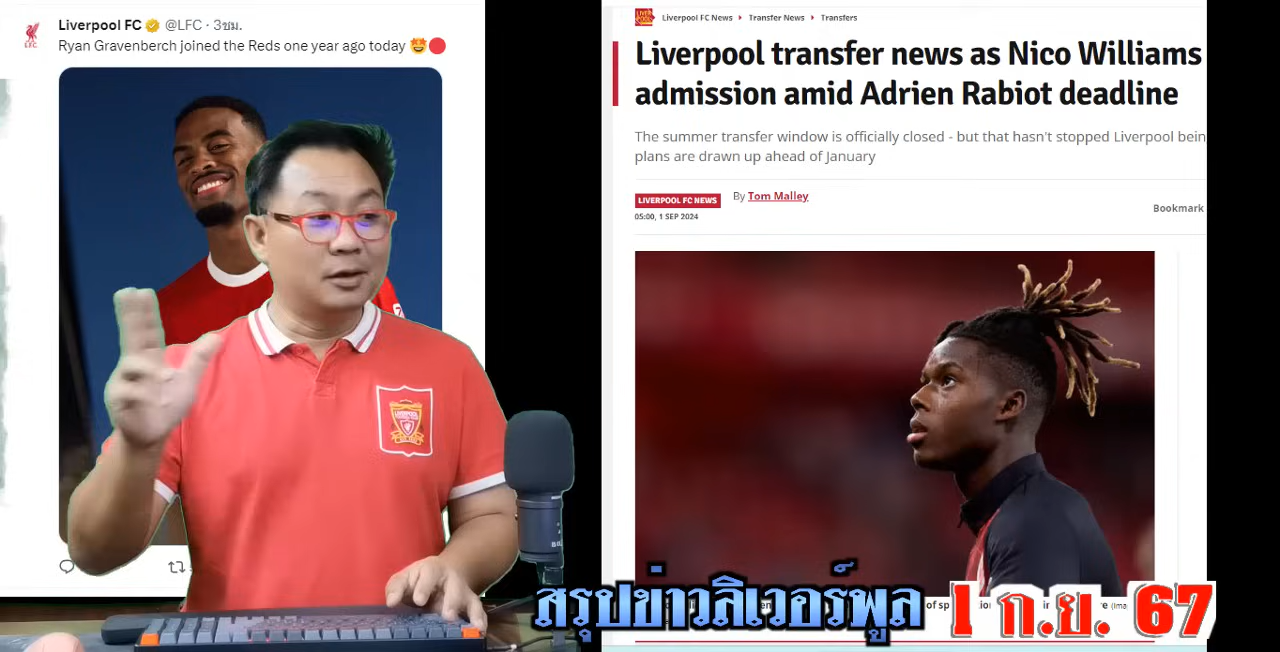 Liverpool FC @LFC · 3ชม.
Ryan Gravenberch joined the Reds one year ago today
L.F.C.
Liverpool FC News Transfer News Transfers
Liverpool transfer news as Nico Williams
admission amid Adrien Rabiot deadline
The summer transfer window is officially closed - but that hasn't stopped Liverpool bein
plans are drawn up ahead of January
LIVERPOOL FC NEWS By Tom Malley
05:00, 1 SEP 2024
Bookmark
LIVERPOOL
of sp
สรุปข่าวลิเวอร์พูล 1 ก.ย. 67